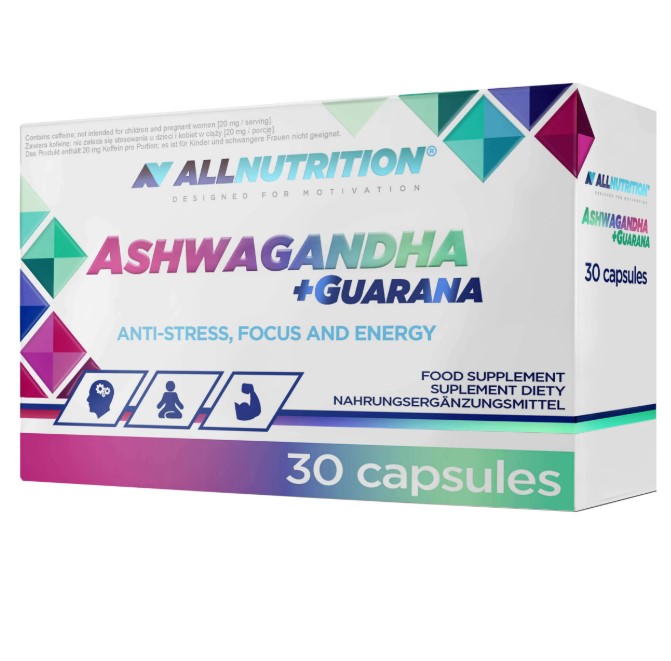 Contains caffeine; not intended for children and pregnant women [20 mg / serving].
Zawiera kofeinę; nie zaleca się stosowania u dzieci i kobiet w ciąży [20 mg / porcję].
Das Produkt enthält 20 mg Koffein pro Portion; es ist für Kinder und schwangere Frauen nicht geeignet.
ALLNUTRITION®
DESIGNED FOR MOTIVATION
ASHWAGANDHA
+GUARANA
ANTI-STRESS, FOCUS AND ENERGY
FOOD SUPPLEMENT
SUPLEMENT DIETY
NAHRUNGSERGÄNZUNGSMITTEL
30 capsules
ALLNUTRITION®
DESIGNED FOR MOTIVATION
ASHWAGANDHA
+GUARANA
30 capsules